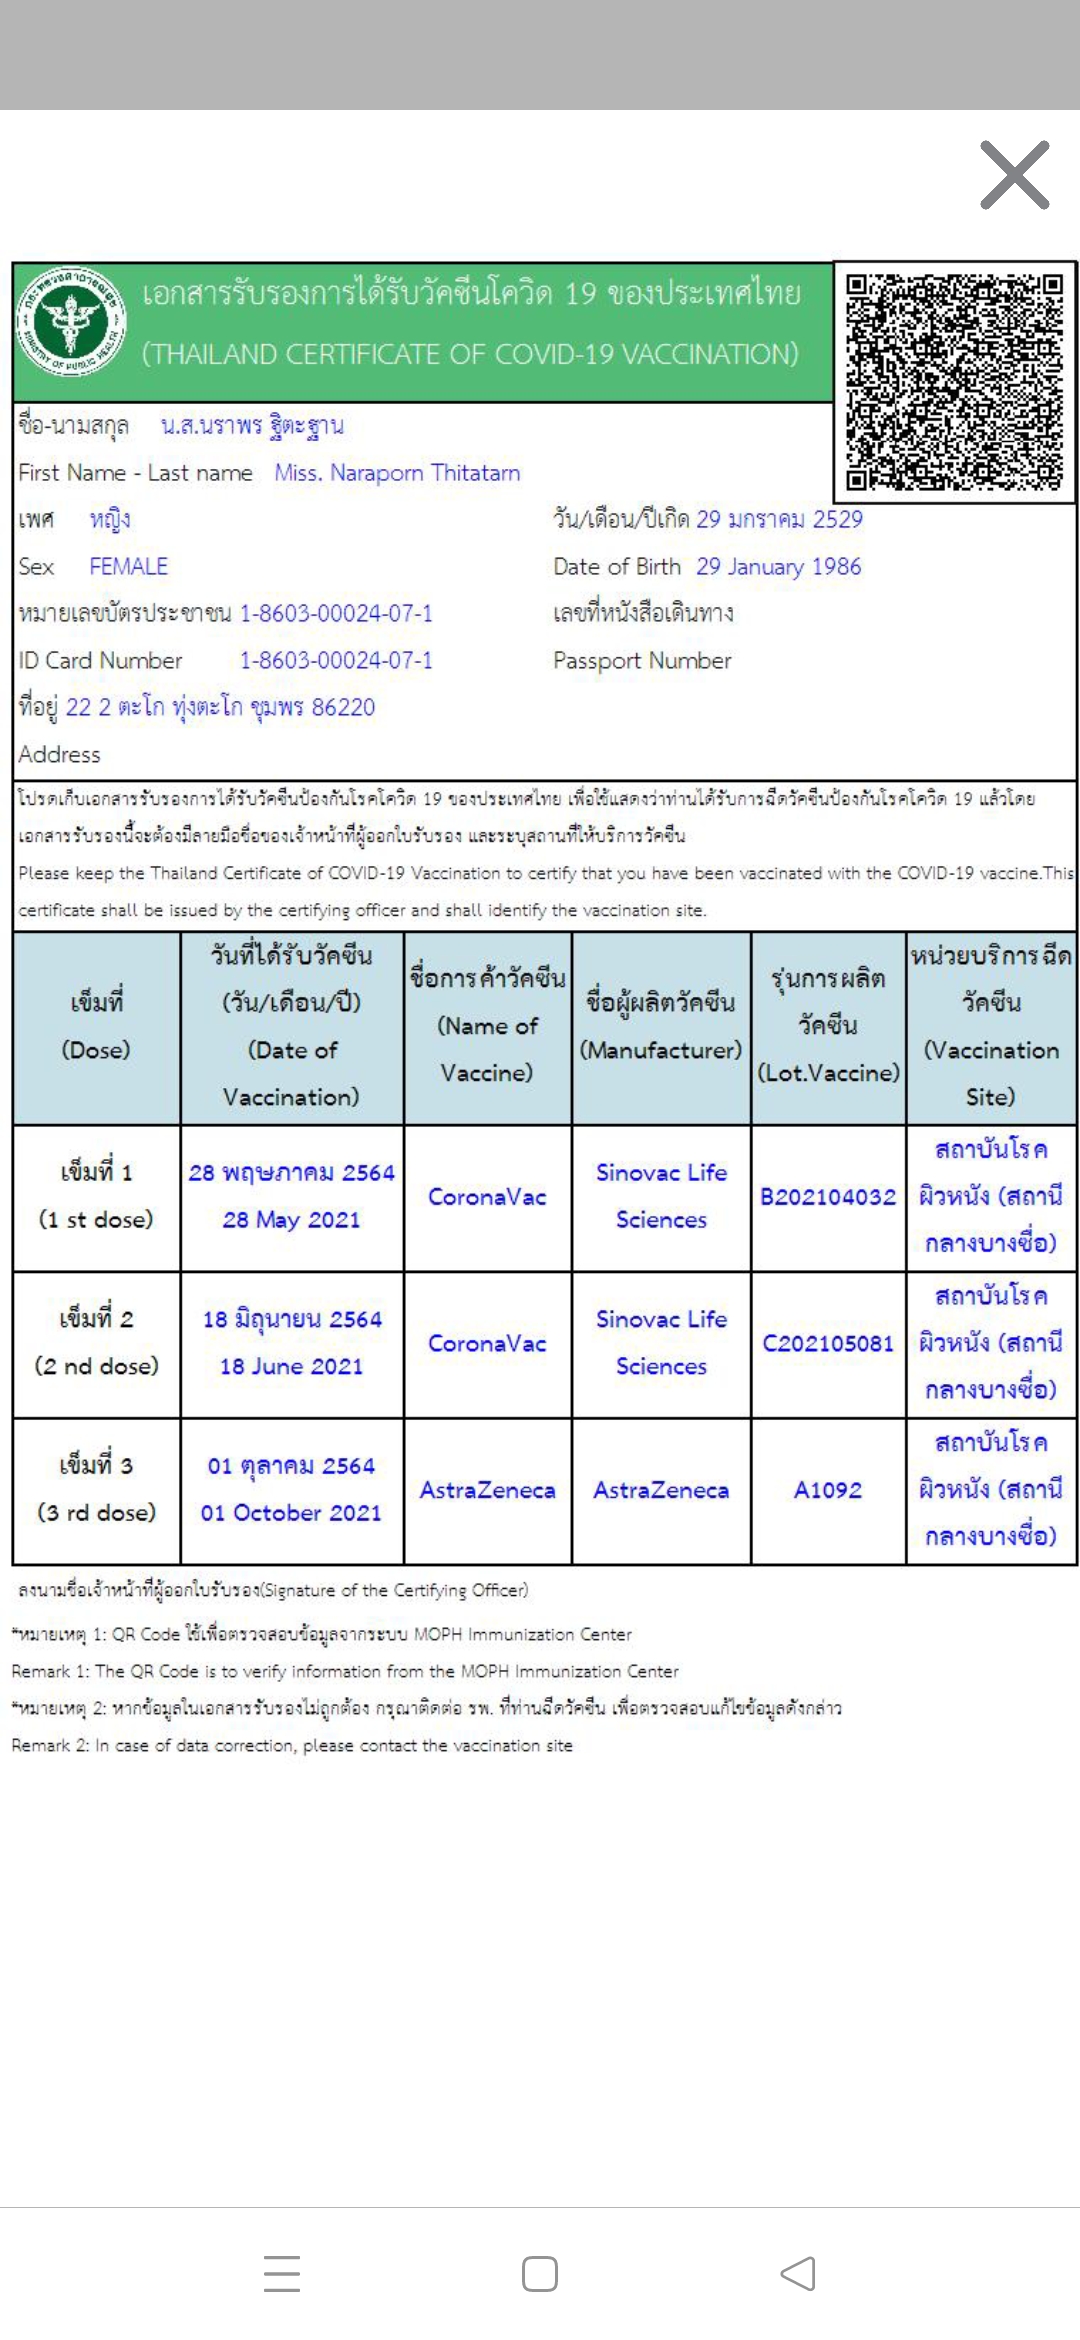 กระทรวงสาธารณสุข
MINISTRY OF PUBLIC HEALTH
เอกสารรับรองการได้รับวัคซีนโควิด 19 ของประเทศไทย
(THAILAND CERTIFICATE OF COVID-19 VACCINATION)
ชื่อ-นามสกุล น.ส.นราพร ฐิตะฐาน
First Name - Last name Miss. Naraporn Thitatarn
เพศ หญิง วัน/เดือน/ปีเกิด 29 มกราคม 2529
Sex FEMALE Date of Birth 29 January 1986
หมายเลขบัตรประชาชน 1-8603-00024-07-1 เลขที่หนังสือเดินทาง
ID Card Number 1-8603-00024-07-1 Passport Number
ที่อยู่ 22 2 ตะโก ทุ่งตะโก ชุมพร 86220
Address
โปรดเก็บเอกสารรับรองการได้รับวัคซีนป้องกันโรคโควิด 19 ของประเทศไทย เพื่อใช้แสดงว่าท่านได้รับการฉีดวัคซีนป้องกันโรคโควิด 19 แล้วโดย
เอกสารรับรองนี้จะต้องมีลายมือชื่อของเจ้าหน้าที่ผู้ออกใบรับรอง และระบุสถานที่ให้บริการวัคซีน
Please keep the Thailand Certificate of COVID-19 Vaccination to certify that you have been vaccinated with the COVID-19 vaccine.This
certificate shall be issued by the certifying officer and shall identify the vaccination site.
เข็มที่
(Dose)
วันที่ได้รับวัคซีน
(วัน/เดือน/ปี)
(Date of
Vaccination)
ชื่อการค้าวัคซีน
(Name of
Vaccine)
ชื่อผู้ผลิตวัคซีน
(Manufacturer)
รุ่นการผลิต
วัคซีน
(Lot.Vaccine)
หน่วยบริการฉีด
วัคซีน
(Vaccination
Site)
เข็มที่ 1
(1 st dose)
28 พฤษภาคม 2564
28 May 2021
CoronaVac
Sinovac Life
Sciences
B202104032
สถาบันโรค
ผิวหนัง (สถานี
กลางบางซื่อ)
เข็มที่ 2
(2 nd dose)
18 มิถุนายน 2564
18 June 2021
CoronaVac
Sinovac Life
Sciences
C202105081
สถาบันโรค
ผิวหนัง (สถานี
กลางบางซื่อ)
เข็มที่ 3
(3 rd dose)
01 ตุลาคม 2564
01 October 2021
AstraZeneca
AstraZeneca
A1092
สถาบันโรค
ผิวหนัง (สถานี
กลางบางซื่อ)
ลงนามชื่อเจ้าหน้าที่ผู้ออกใบรับรอง(Signature of the Certifying Officer)
*หมายเหตุ 1: QR Code ใช้เพื่อตรวจสอบข้อมูลจากระบบ MOPH Immunization Center
Remark 1: The QR Code is to verify information from the MOPH Immunization Center
*หมายเหตุ 2: หากข้อมูลในเอกสารรับรองไม่ถูกต้อง กรุณาติดต่อ รพ. ที่ท่านฉีดวัคซีน เพื่อตรวจสอบแก้ไขข้อมูลดังกล่าว
Remark 2: In case of data correction, please contact the vaccination site